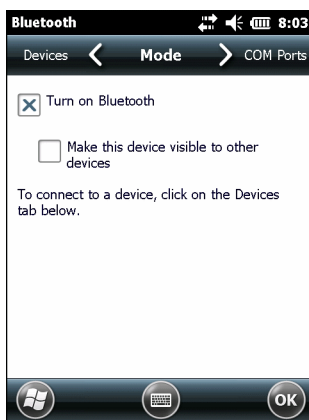 Bluetooth 8:03
Devices Mode COM Ports
Turn on Bluetooth
Make this device visible to other
devices
To connect to a device, click on the Devices
tab below.
OK